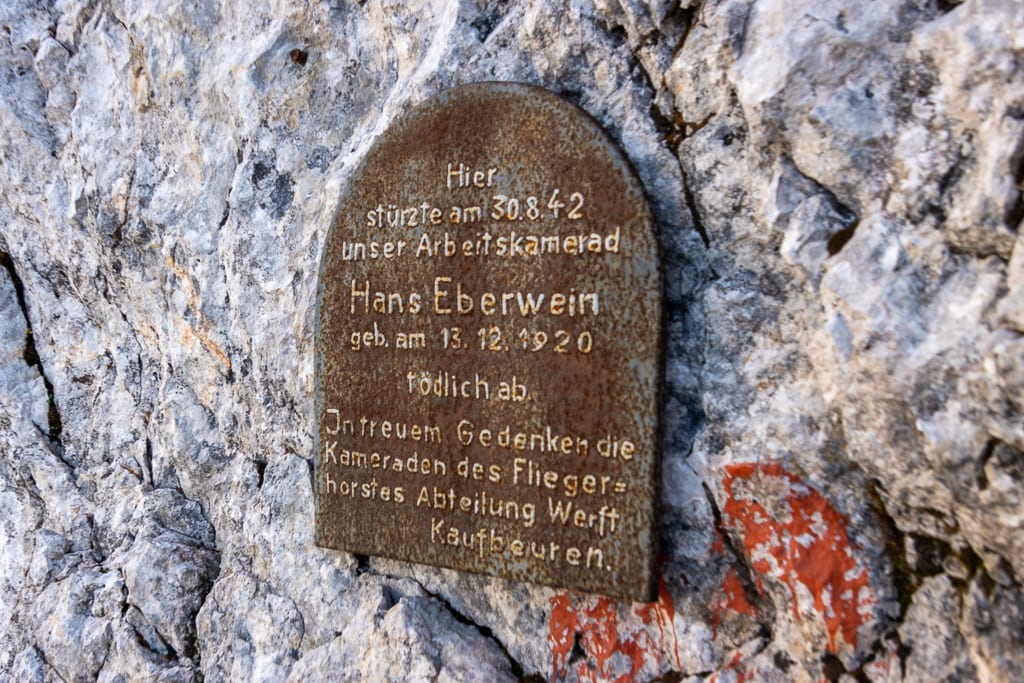 Hier
stürzte am 30.8.42
unser Arbeitskamerad
Hans Eberwein
geb. am 13.12.1920
tödlich ab.
In treuem Gedenken die
Kameraden des Flieger=
horstes Abteilung Werft
Kaufbeuren.